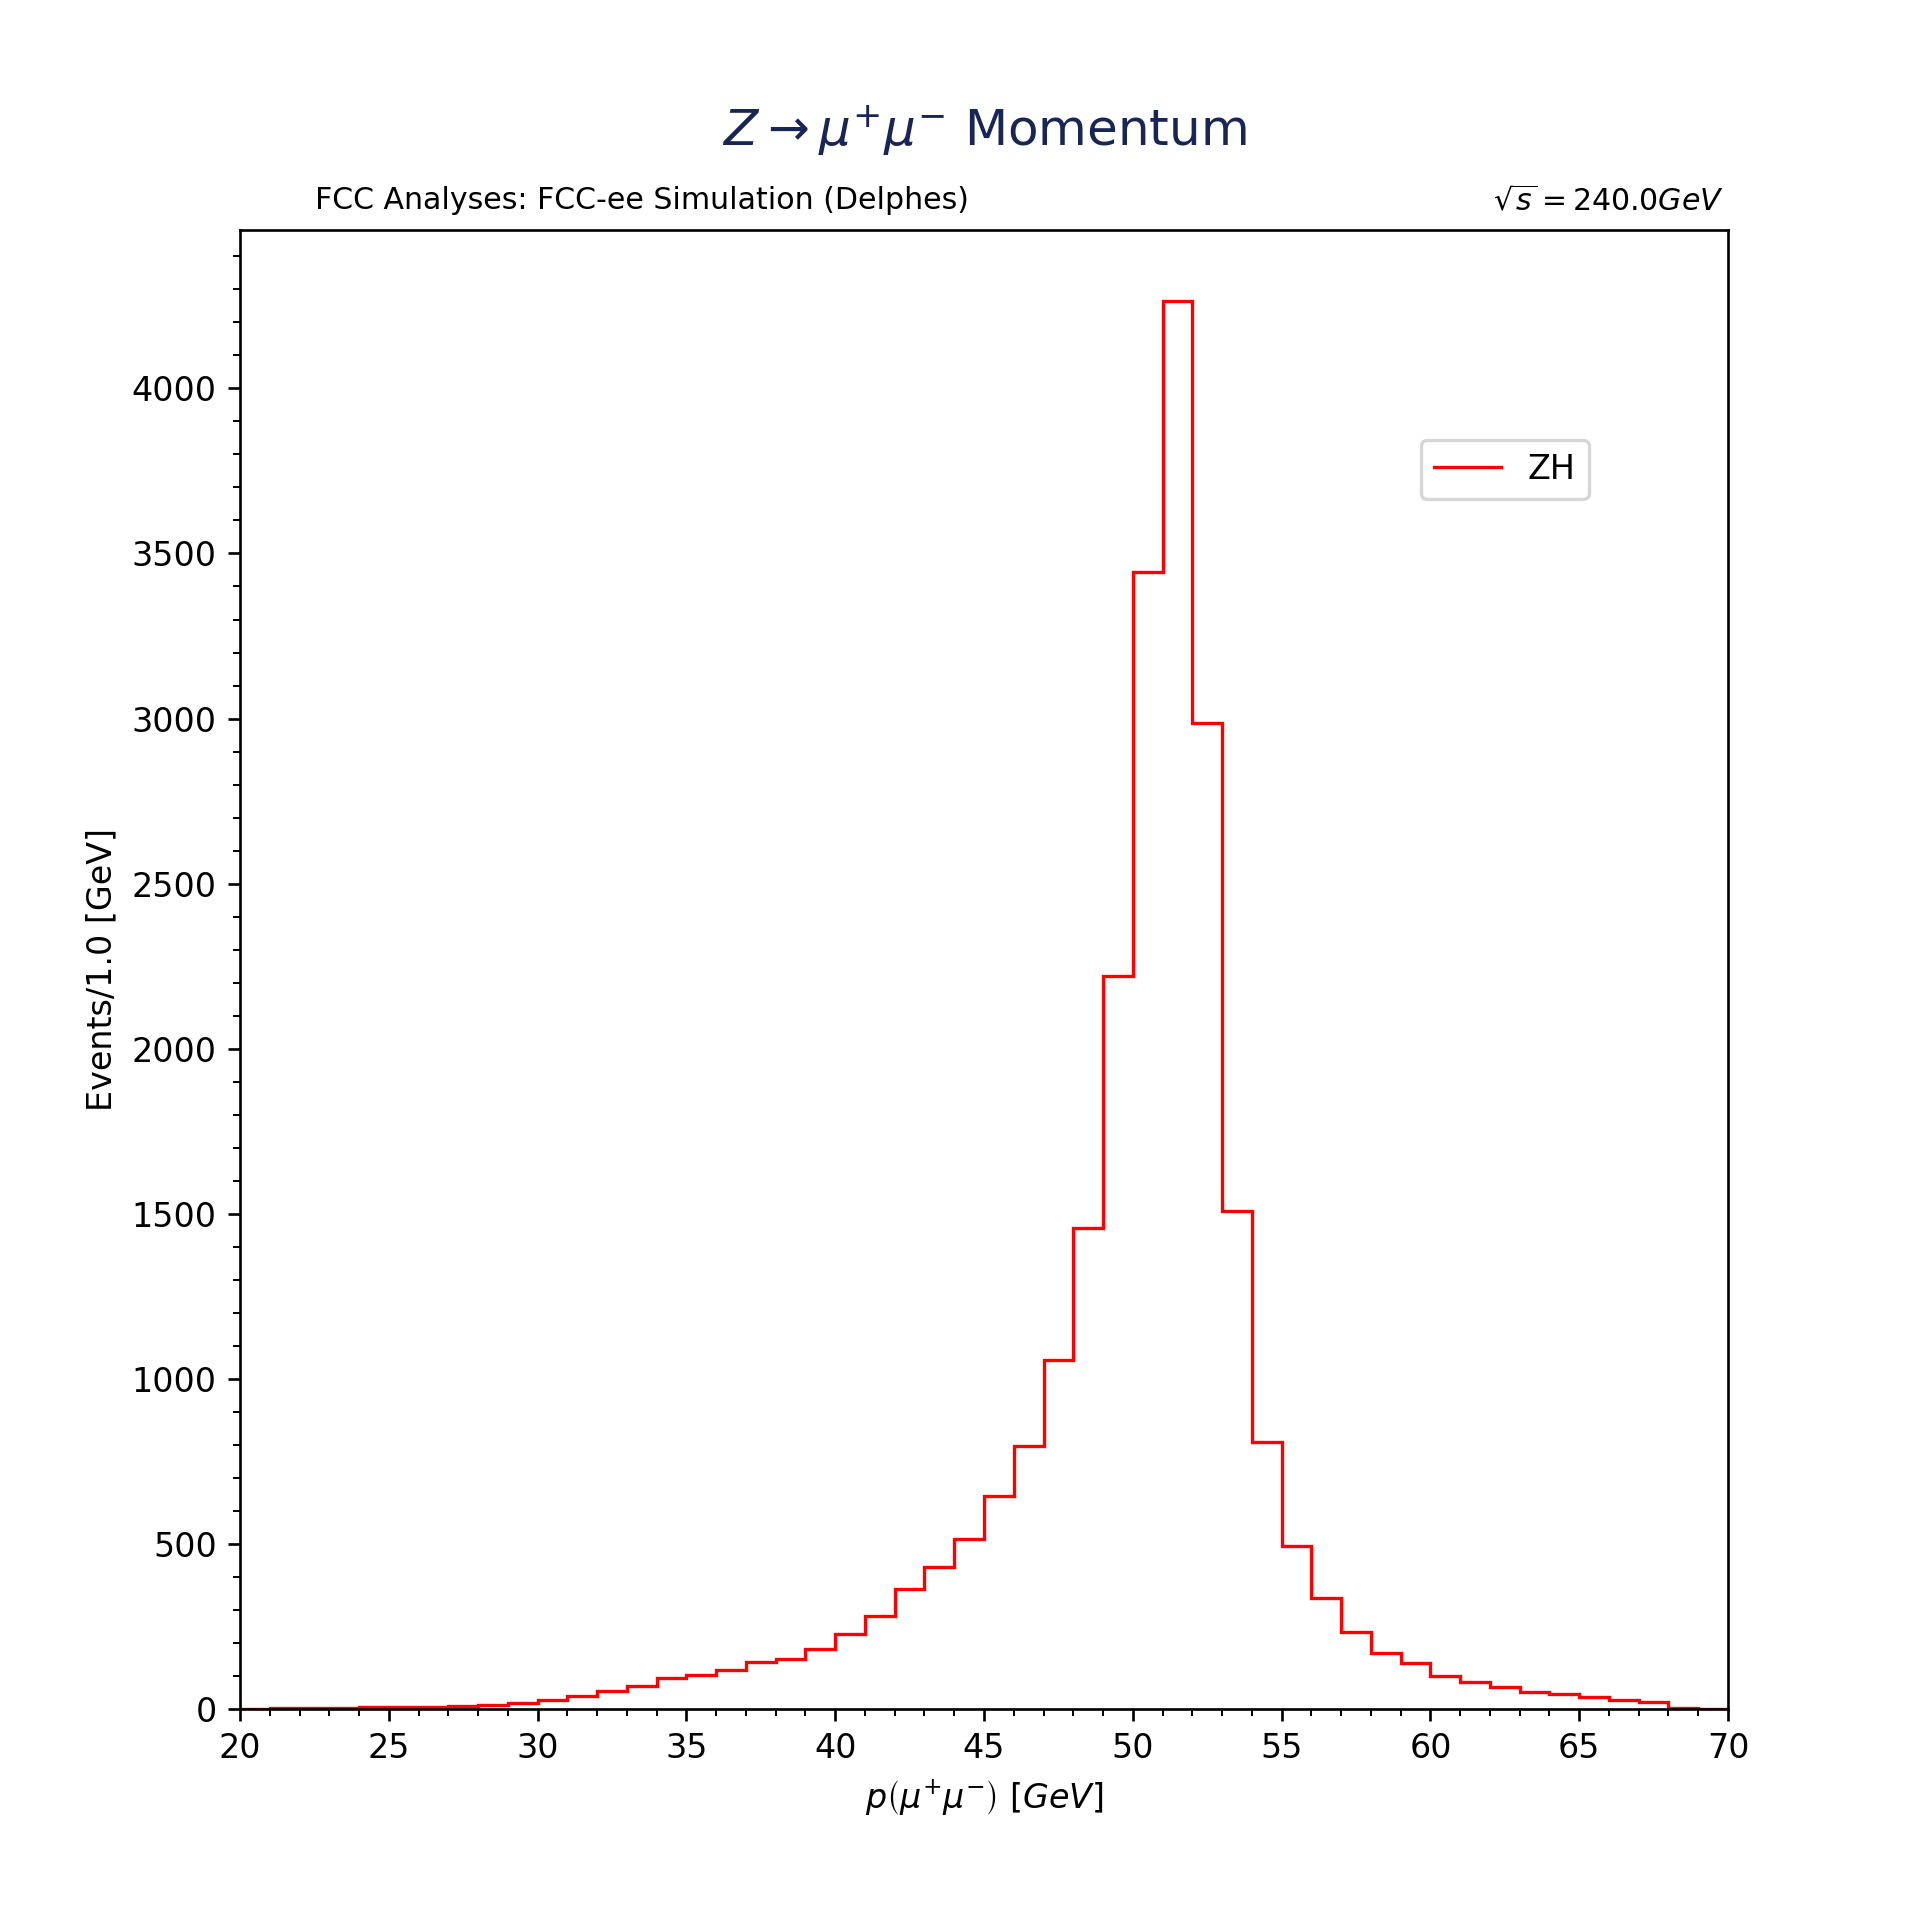 Z → μ⁺μ⁻ Momentum
FCC Analyses: FCC-ee Simulation (Delphes)
√s = 240.0GeV
4000
3500
3000
2500
2000
1500
1000
500
0
Events/1.0 [GeV]
ZH
20 25 30 35 40 45 50 55 60 65 70
p(μ⁺μ⁻) [GeV]